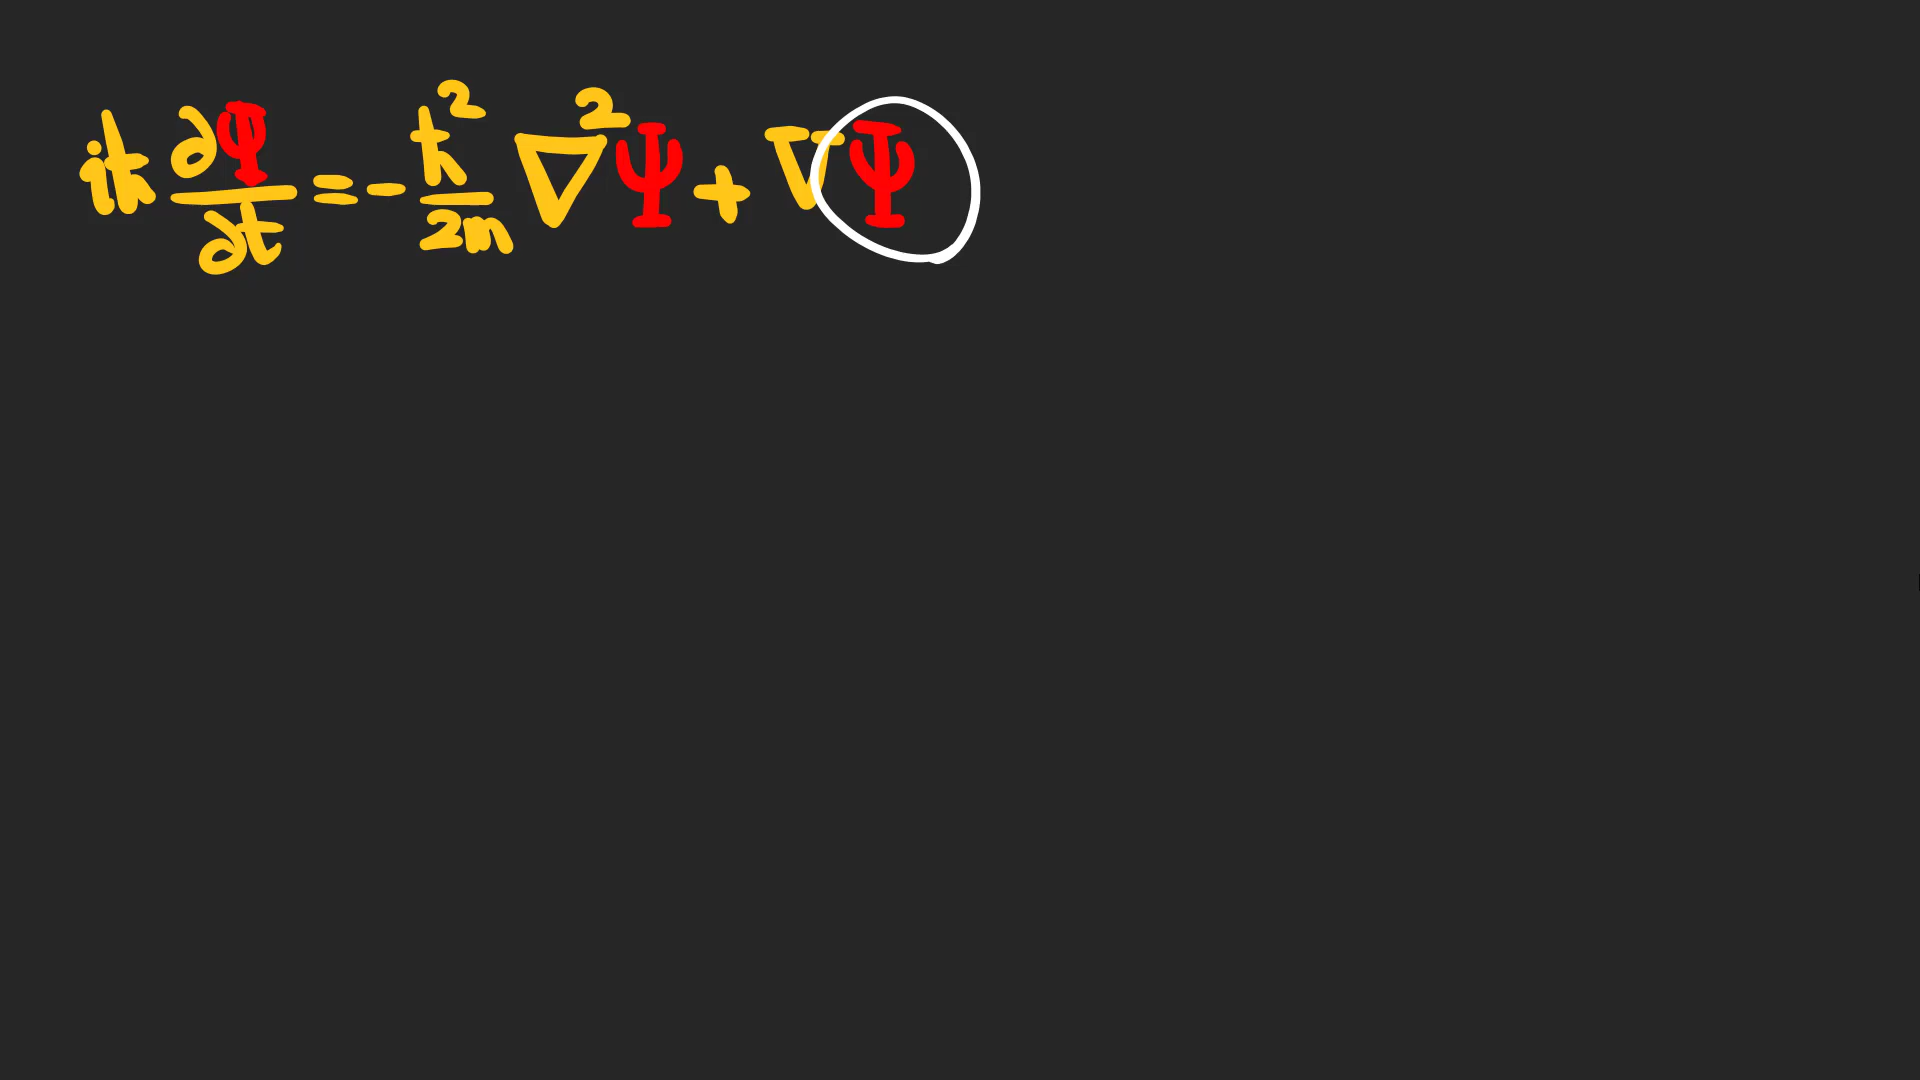 iħ ∂Ψ/∂t = - ħ²/2m ∇²Ψ + VΨ